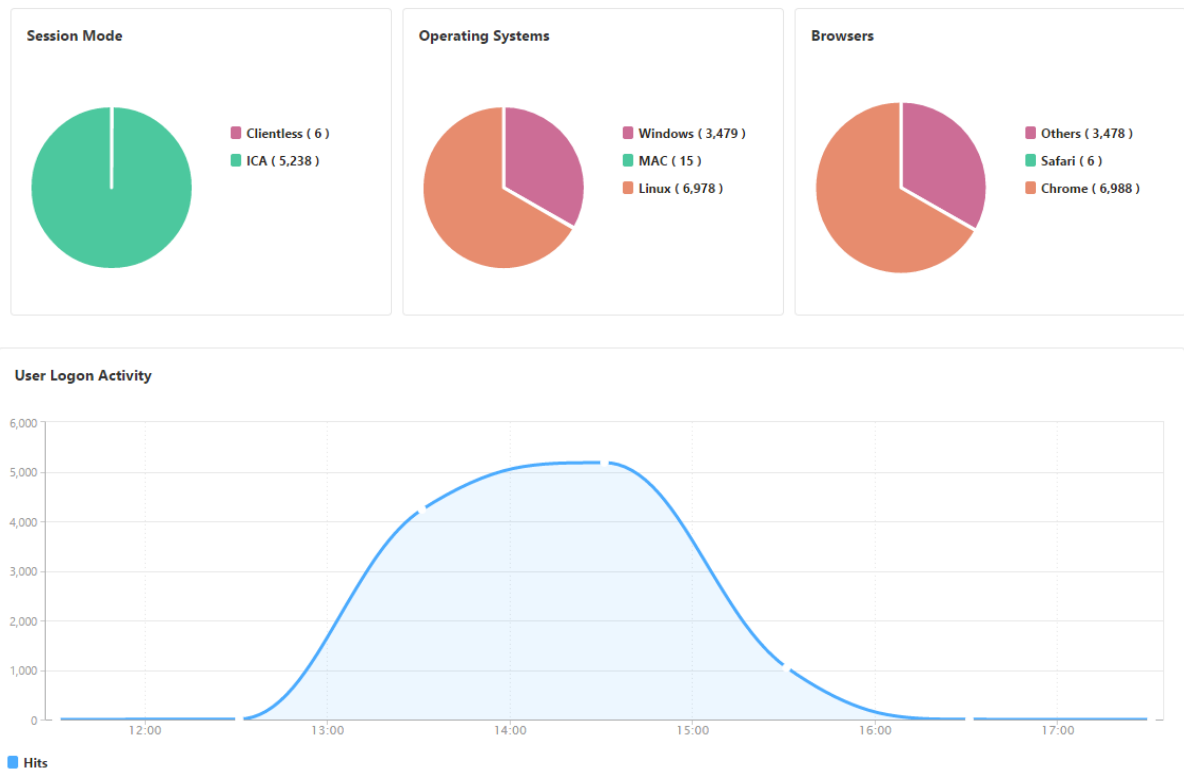 Session Mode
Clientless ( 6 )
ICA ( 5,238 )
Operating Systems
Windows ( 3,479 )
MAC ( 15 )
Linux ( 6,978 )
Browsers
Others ( 3,478 )
Safari ( 6 )
Chrome ( 6,988 )
User Logon Activity
6,000
5,000
4,000
3,000
2,000
1,000
0
12:00 13:00 14:00 15:00 16:00 17:00
Hits